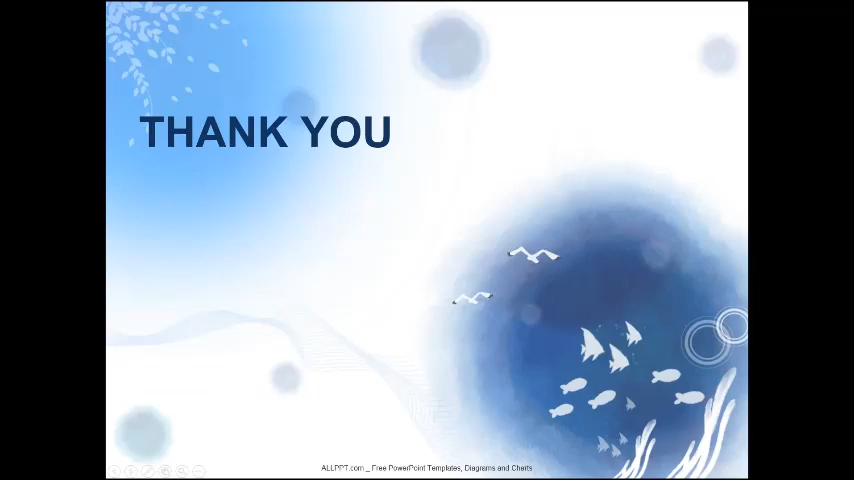 THANK YOU
ALLPPT.com _ Free PowerPoint Templates, Diagrams and Charts